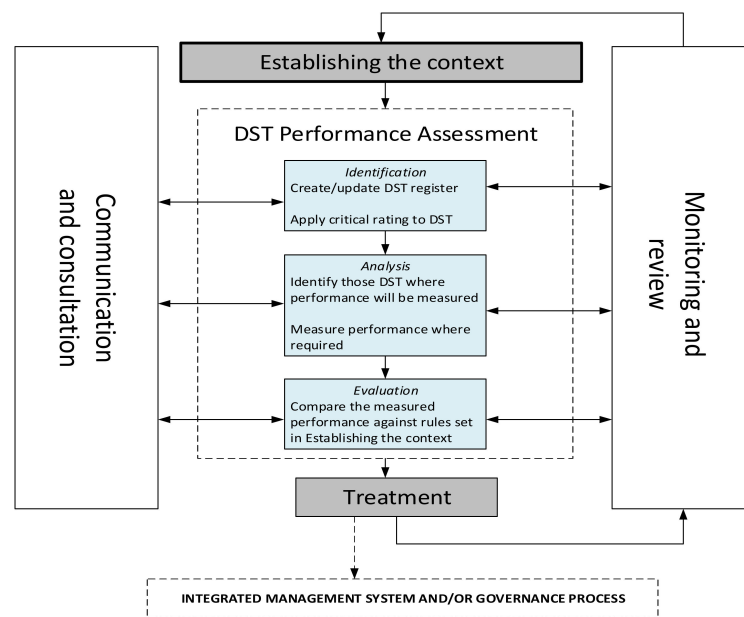 Establishing the context
DST Performance Assessment
Identification
Create/update DST register
Apply critical rating to DST
Analysis
Identify those DST where
performance will be measured
Measure performance where
required
Evaluation
Compare the measured
performance against rules set
in Establishing the context
Treatment
Communication
and consultation
Monitoring and
review
INTEGRATED MANAGEMENT SYSTEM AND/OR GOVERNANCE PROCESS